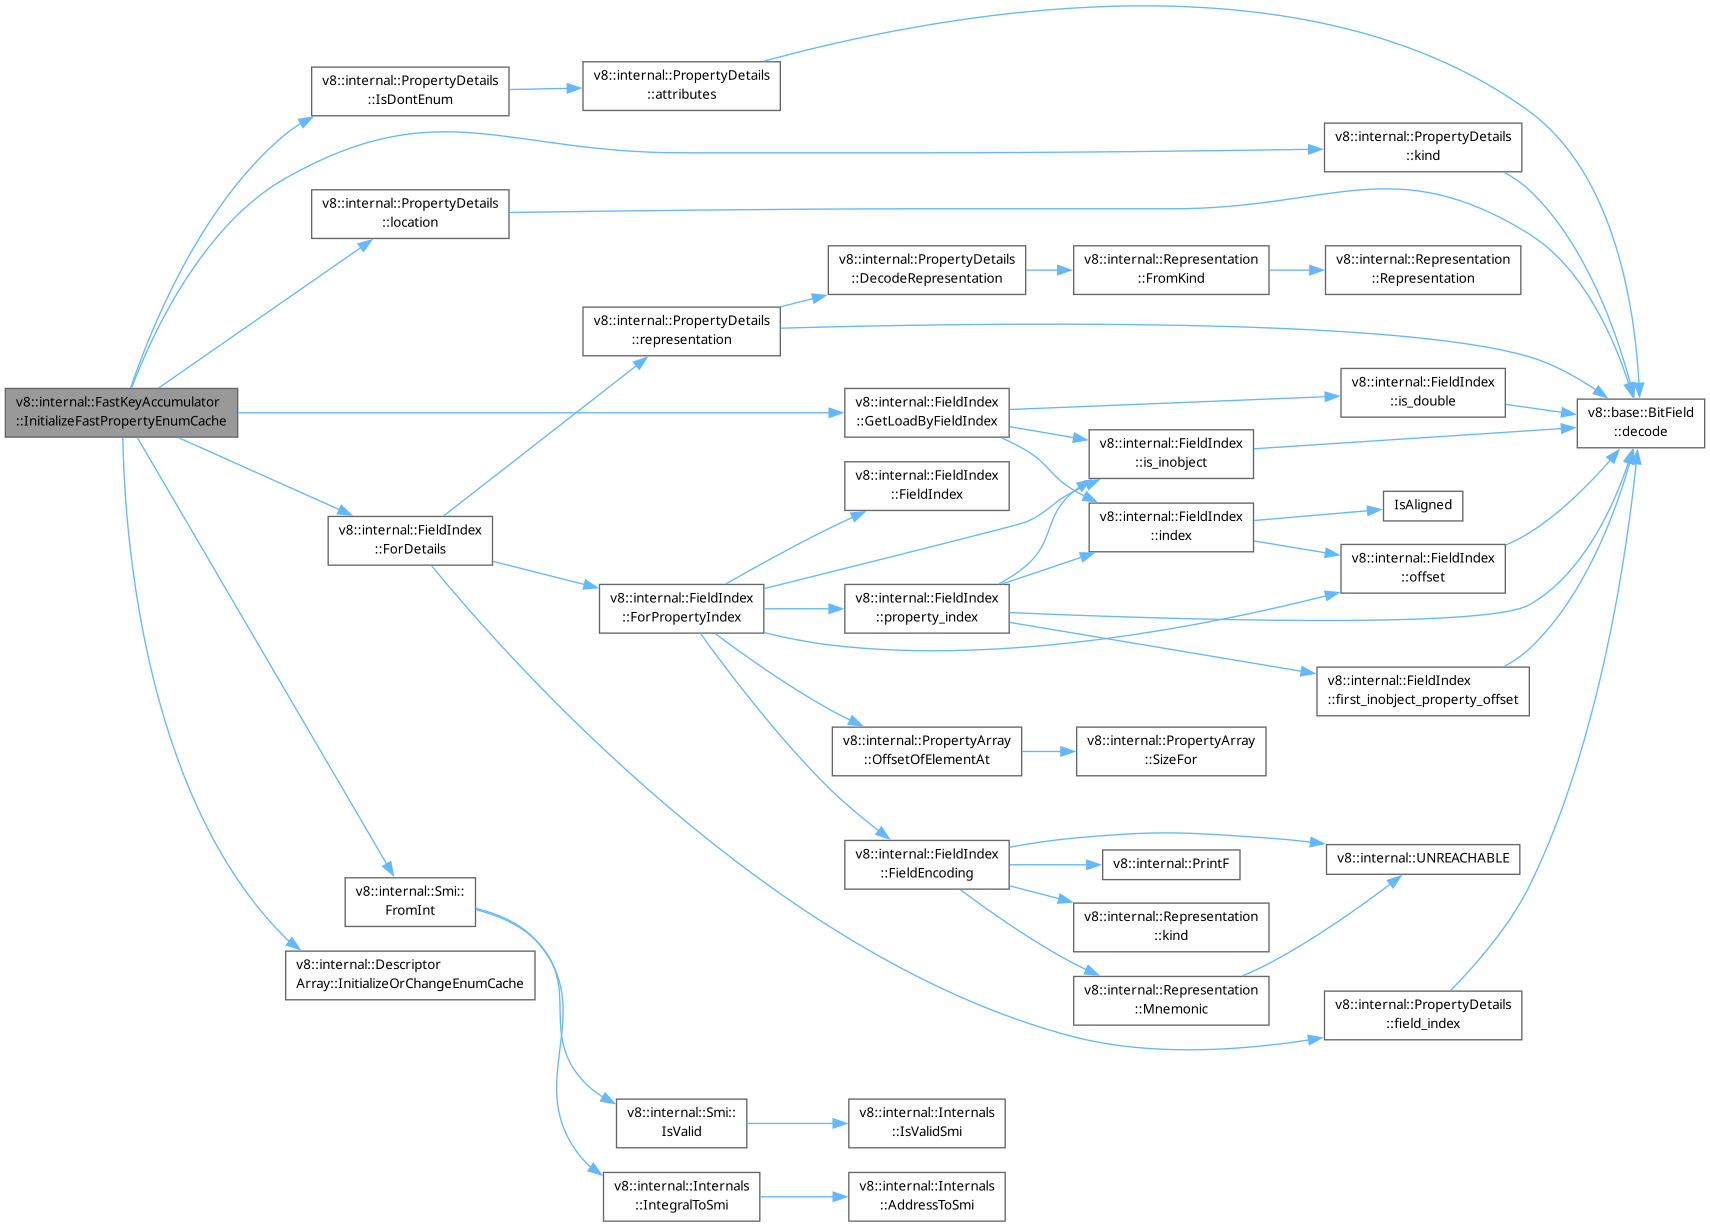 v8::internal::PropertyDetails
::IsDontEnum
v8::internal::PropertyDetails
::attributes
v8::internal::PropertyDetails
::kind
v8::internal::PropertyDetails
::location
v8::internal::PropertyDetails
::DecodeRepresentation
v8::internal::Representation
::FromKind
v8::internal::Representation
::Representation
v8::internal::PropertyDetails
::representation
v8::internal::FastKeyAccumulator
::InitializeFastPropertyEnumCache
v8::internal::FieldIndex
::GetLoadByFieldIndex
v8::internal::FieldIndex
::is_double
v8::base::BitField
::decode
v8::internal::FieldIndex
::is_inobject
v8::internal::FieldIndex
::FieldIndex
v8::internal::FieldIndex
::index
IsAligned
v8::internal::FieldIndex
::ForDetails
v8::internal::FieldIndex
::offset
v8::internal::FieldIndex
::ForPropertyIndex
v8::internal::FieldIndex
::property_index
v8::internal::FieldIndex
::first_inobject_property_offset
v8::internal::PropertyArray
::OffsetOfElementAt
v8::internal::PropertyArray
::SizeFor
v8::internal::FieldIndex
::FieldEncoding
v8::internal::PrintF
v8::internal::UNREACHABLE
v8::internal::Smi::
FromInt
v8::internal::Representation
::kind
v8::internal::Descriptor
Array::InitializeOrChangeEnumCache
v8::internal::Representation
::Mnemonic
v8::internal::PropertyDetails
::field_index
v8::internal::Smi::
IsValid
v8::internal::Internals
::IsValidSmi
v8::internal::Internals
::IntegralToSmi
v8::internal::Internals
::AddressToSmi